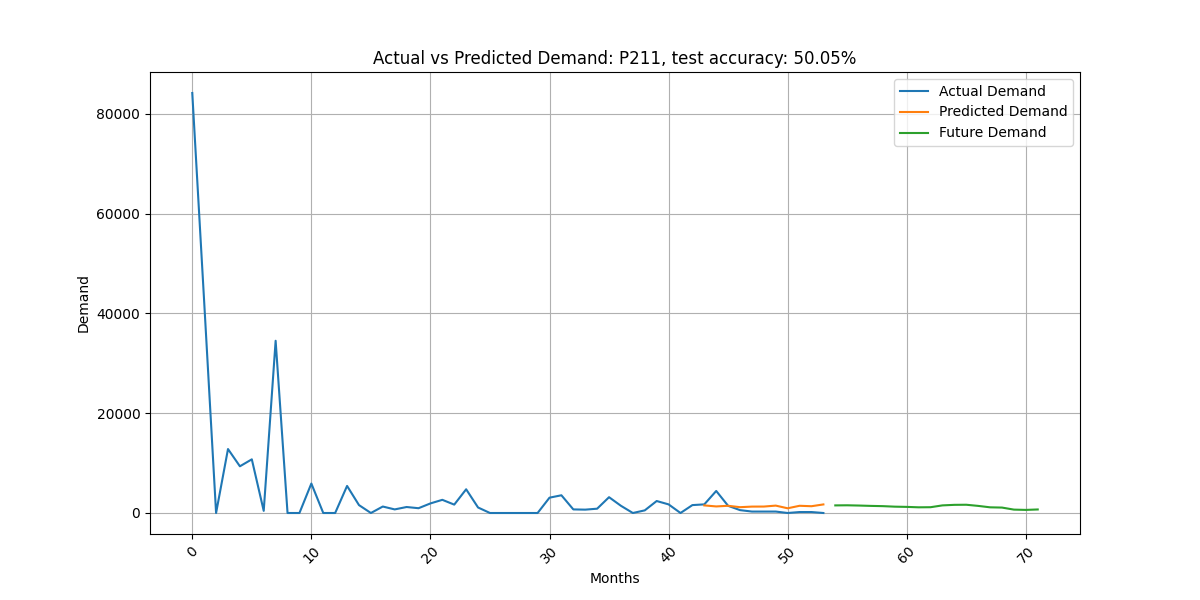 Actual vs Predicted Demand: P211, test accuracy: 50.05%
Actual Demand
Predicted Demand
Future Demand
80000
60000
40000
20000
0
Demand
0
10
20
30
40
50
60
70
Months